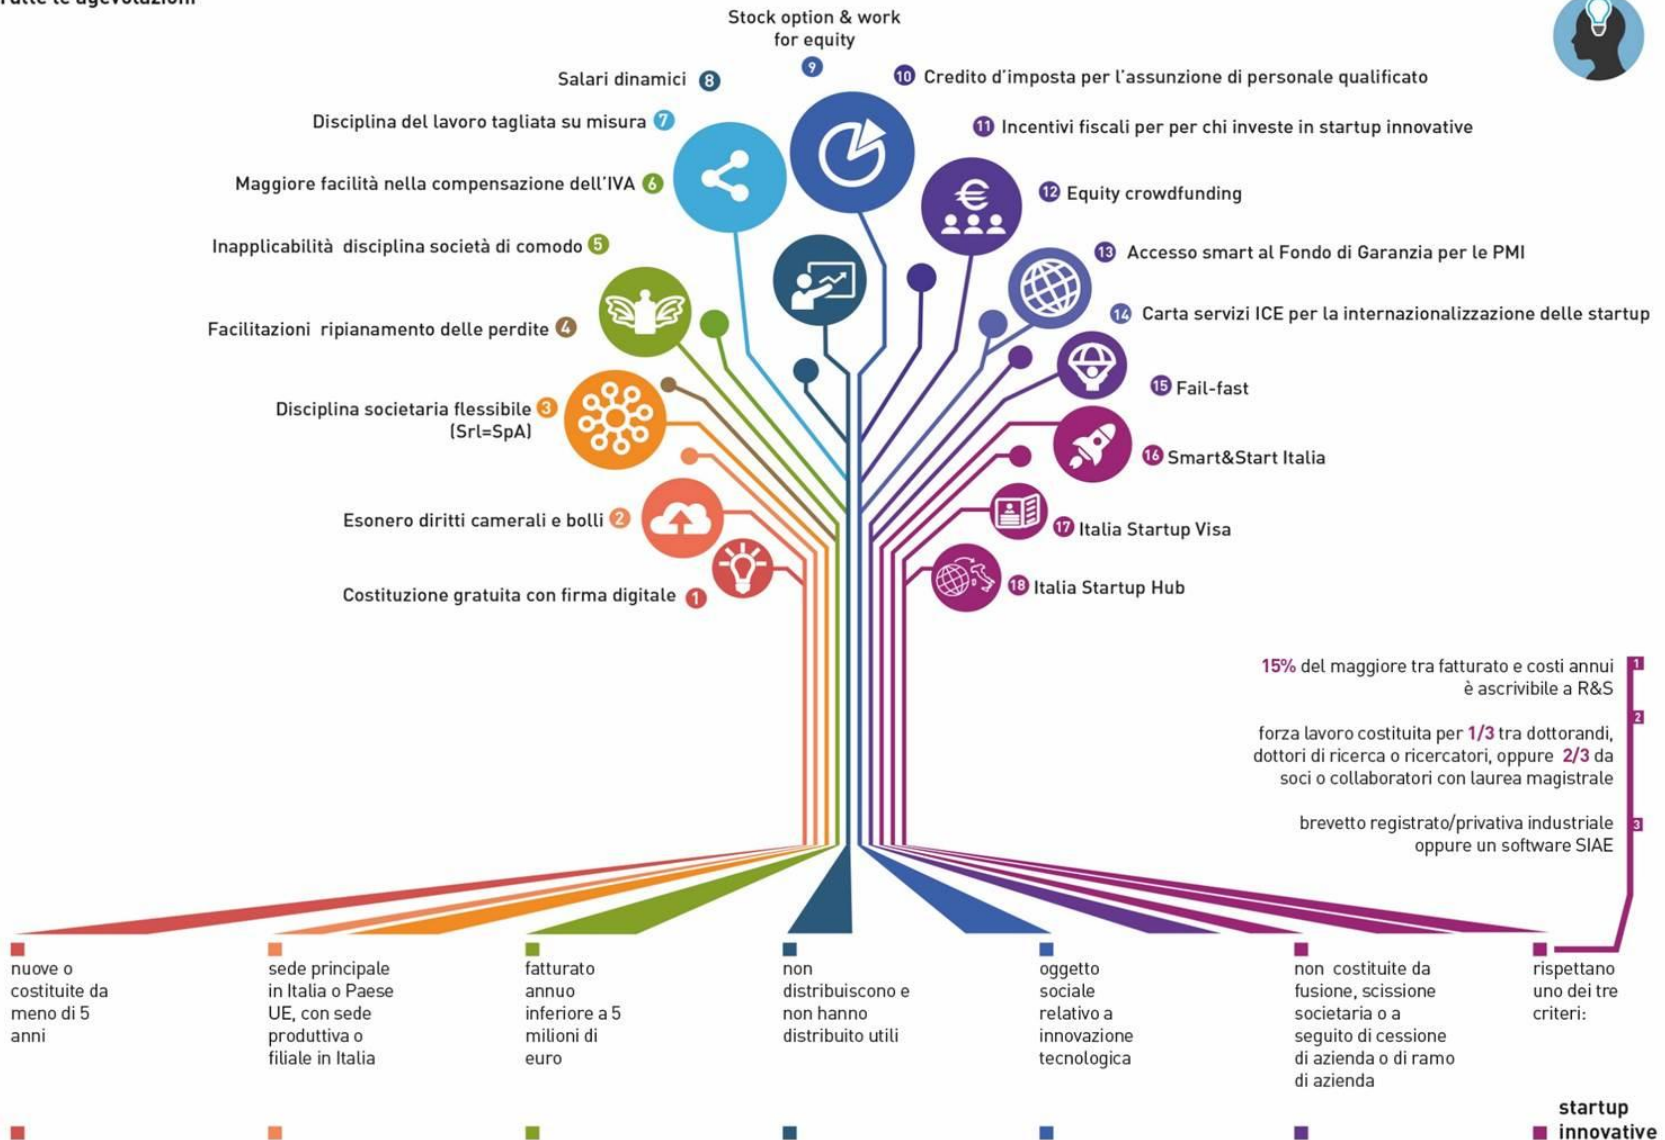 Tutte le agevolazioni
Stock option & work
for equity
9
Salari dinamici 8
10 Credito d'imposta per l'assunzione di personale qualificato
Disciplina del lavoro tagliata su misura 7
11 Incentivi fiscali per per chi investe in startup innovative
Maggiore facilità nella compensazione dell'IVA 6
12 Equity crowdfunding
Inapplicabilità disciplina società di comodo 5
13 Accesso smart al Fondo di Garanzia per le PMI
Facilitazioni ripianamento delle perdite 4
14 Carta servizi ICE per la internazionalizzazione delle startup
15 Fail-fast
Disciplina societaria flessibile 3
(Srl=SpA)
16 Smart&Start Italia
Esonero diritti camerali e bolli 2
17 Italia Startup Visa
Costituzione gratuita con firma digitale 1
18 Italia Startup Hub
15% del maggiore tra fatturato e costi annui 1
è ascrivibile a R&S
2
forza lavoro costituita per 1/3 tra dottorandi,
dottori di ricerca o ricercatori, oppure 2/3 da
soci o collaboratori con laurea magistrale
brevetto registrato/privativa industriale 3
oppure un software SIAE
nuove o
costituite da
meno di 5
anni
sede principale
in Italia o Paese
UE, con sede
produttiva o
filiale in Italia
fatturato
annuo
inferiore a 5
milioni di
euro
non
distribuiscono e
non hanno
distribuito utili
oggetto
sociale
relativo a
innovazione
tecnologica
non costituite da
fusione, scissione
societaria o a
seguito di cessione
di azienda o di ramo
di azienda
rispettano
uno dei tre
criteri:
startup
innovative